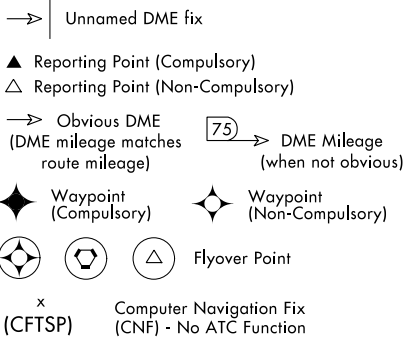 Unnamed DME fix
Reporting Point (Compulsory)
Reporting Point (Non-Compulsory)
Obvious DME
(DME mileage matches
route mileage)
75
DME Mileage
(when not obvious)
Waypoint
(Compulsory)
Waypoint
(Non-Compulsory)
Flyover Point
x
(CFTSP)
Computer Navigation Fix
(CNF) - No ATC Function